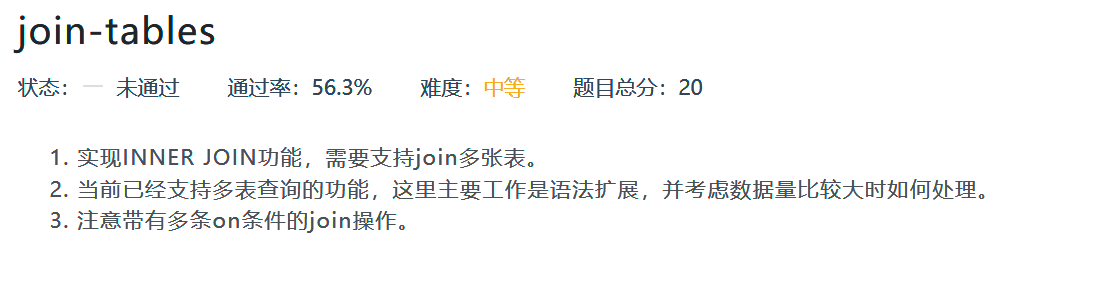 join-tables
状态： 未通过 通过率：56.3% 难度：中等 题目总分：20
1. 实现INNER JOIN功能，需要支持join多张表。
2. 当前已经支持多表查询的功能，这里主要工作是语法扩展，并考虑数据量比较大时如何处理。
3. 注意带有多条on条件的join操作。